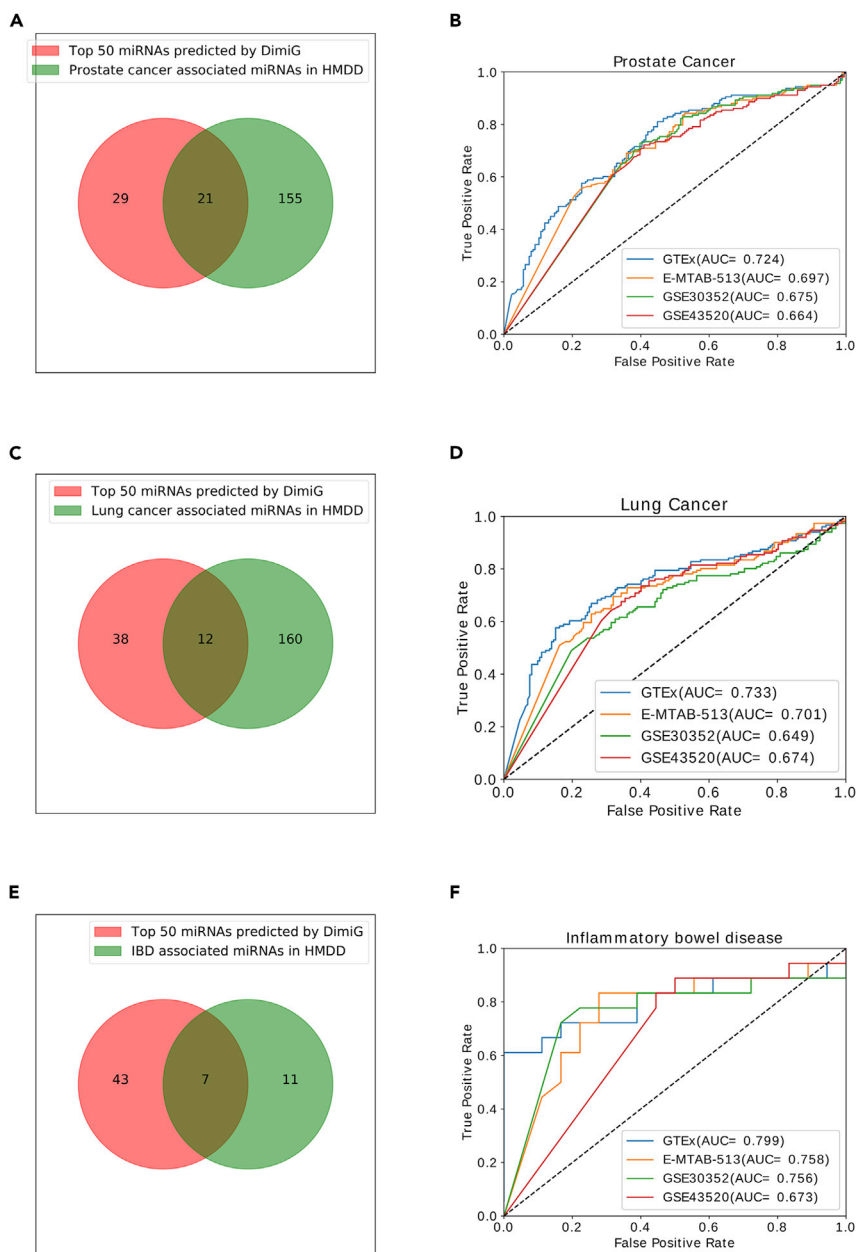 A
Top 50 miRNAs predicted by DimiG
Prostate cancer associated miRNAs in HMDD
29
21
155
B
Prostate Cancer
True Positive Rate
1.0
0.8
0.6
0.4
0.2
0.0
GTEx(AUC= 0.724)
E-MTAB-513(AUC= 0.697)
GSE30352(AUC= 0.675)
GSE43520(AUC= 0.664)
0.0 0.2 0.4 0.6 0.8 1.0
False Positive Rate
C
Top 50 miRNAs predicted by DimiG
Lung cancer associated miRNAs in HMDD
38
12
160
D
Lung Cancer
True Positive Rate
1.0
0.8
0.6
0.4
0.2
0.0
GTEx(AUC= 0.733)
E-MTAB-513(AUC= 0.701)
GSE30352(AUC= 0.649)
GSE43520(AUC= 0.674)
0.0 0.2 0.4 0.6 0.8 1.0
False Positive Rate
E
Top 50 miRNAs predicted by DimiG
IBD associated miRNAs in HMDD
43
7
11
F
Inflammatory bowel disease
True Positive Rate
1.0
0.8
0.6
0.4
0.2
0.0
GTEx(AUC= 0.799)
E-MTAB-513(AUC= 0.758)
GSE30352(AUC= 0.756)
GSE43520(AUC= 0.673)
0.0 0.2 0.4 0.6 0.8 1.0
False Positive Rate